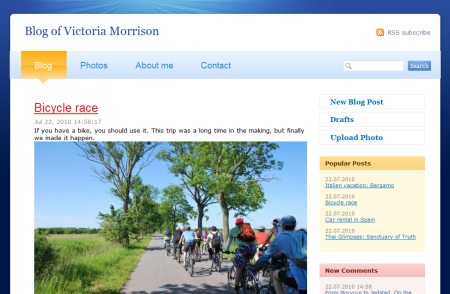 Blog of Victoria Morrison
RSS subscribe
Blog
Photos
About me
Contact
Search
Bicycle race
Jul 22, 2010 14:58:17
If you have a bike, you should use it. This trip was a long time in the making, but finally
we made it happen.
New Blog Post
Drafts
Upload Photo
Popular Posts
22.07.2010
Italian vacation: Bergamo
22.07.2010
Bicycle race
22.07.2010
Car rental in Spain
22.07.2010
Thai Glimpses: Sanctuary of Truth
New Comments
22.07.2010 14:58
From to On the